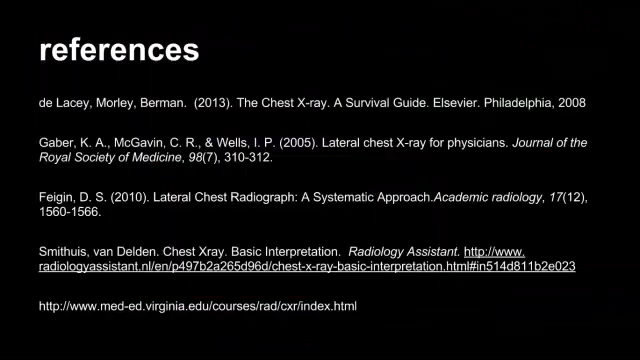 references
de Lacey, Morley, Berman.  (2013). The Chest X-ray. A Survival Guide. Elsevier. Philadelphia, 2008
Gaber, K. A., McGavin, C. R., & Wells, I. P. (2005). Lateral chest X-ray for physicians. Journal of the
Royal Society of Medicine, 98(7), 310-312.
Feigin, D. S. (2010). Lateral Chest Radiograph: A Systematic Approach.Academic radiology, 17(12),
1560-1566.
Smithuis, van Delden. Chest Xray. Basic Interpretation.  Radiology Assistant. http://www.
radiologyassistant.nl/en/p497b2a265d96d/chest-x-ray-basic-interpretation.html#in514d811b2e023
http://www.med-ed.virginia.edu/courses/rad/cxr/index.html